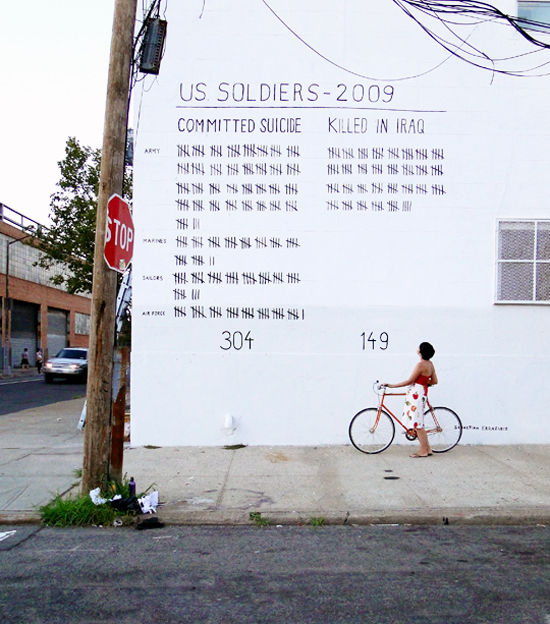 US. SOLDIERS-2009
COMMITTED SUICIDE KILLED IN IRAQ
ARMY
STOP
MARINES
SAILORS
AIR FORCE
304 149